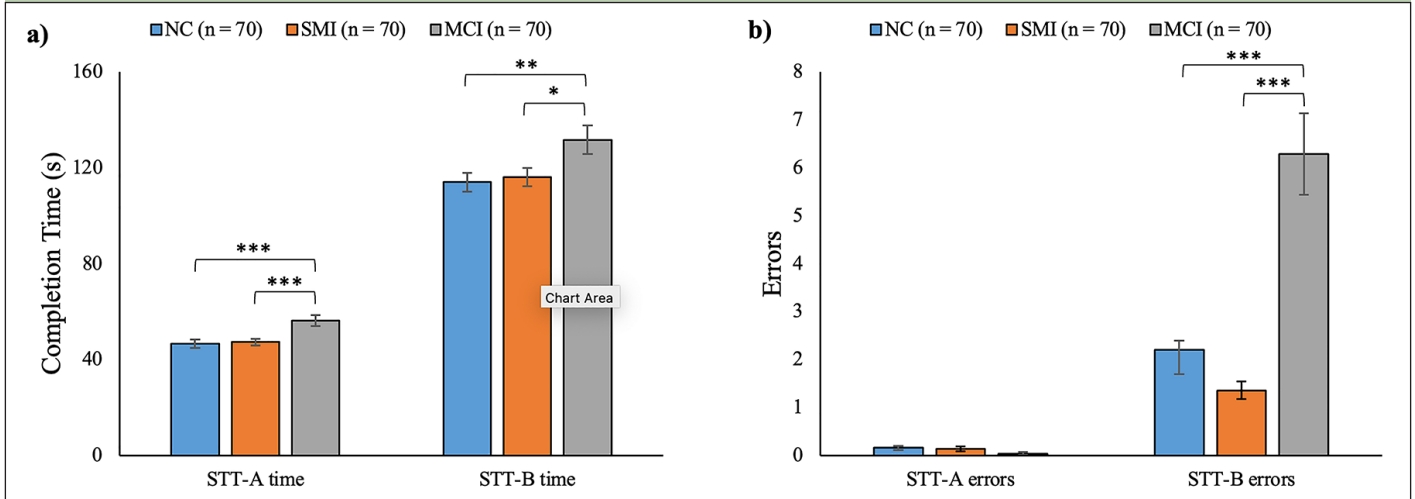 a)
NC (n = 70) SMI (n = 70) MCI (n = 70)
Completion Time (s)
160
120
80
40
0
***
***
**
*
Chart Area
STT-A time STT-B time
b)
NC (n = 70) SMI (n = 70) MCI (n = 70)
Errors
8
7
6
5
4
3
2
1
0
***
***
STT-A errors STT-B errors